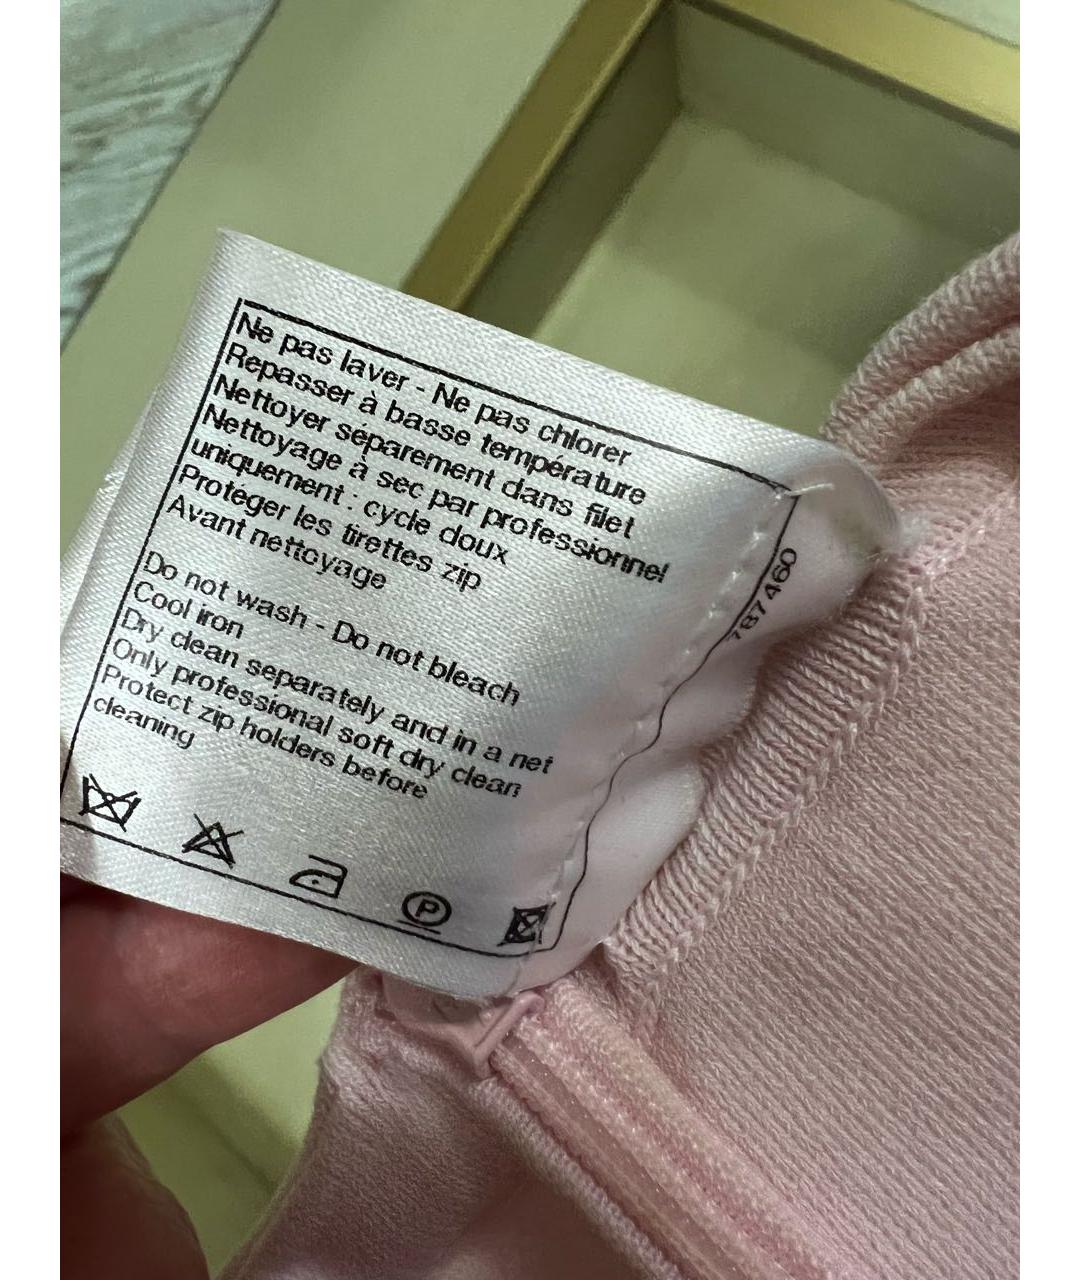 Ne pas laver - Ne pas chlorer
Repasser à basse température
Nettoyer séparement dans filet
Nettoyage à sec par professionnel
uniquement : cycle doux
Protéger les tirettes zip
Avant nettoyage
Do not wash - Do not bleach
Cool iron
Dry clean separately and in a net
Only professional soft dry clean
Protect zip holders before
cleaning
P
787460